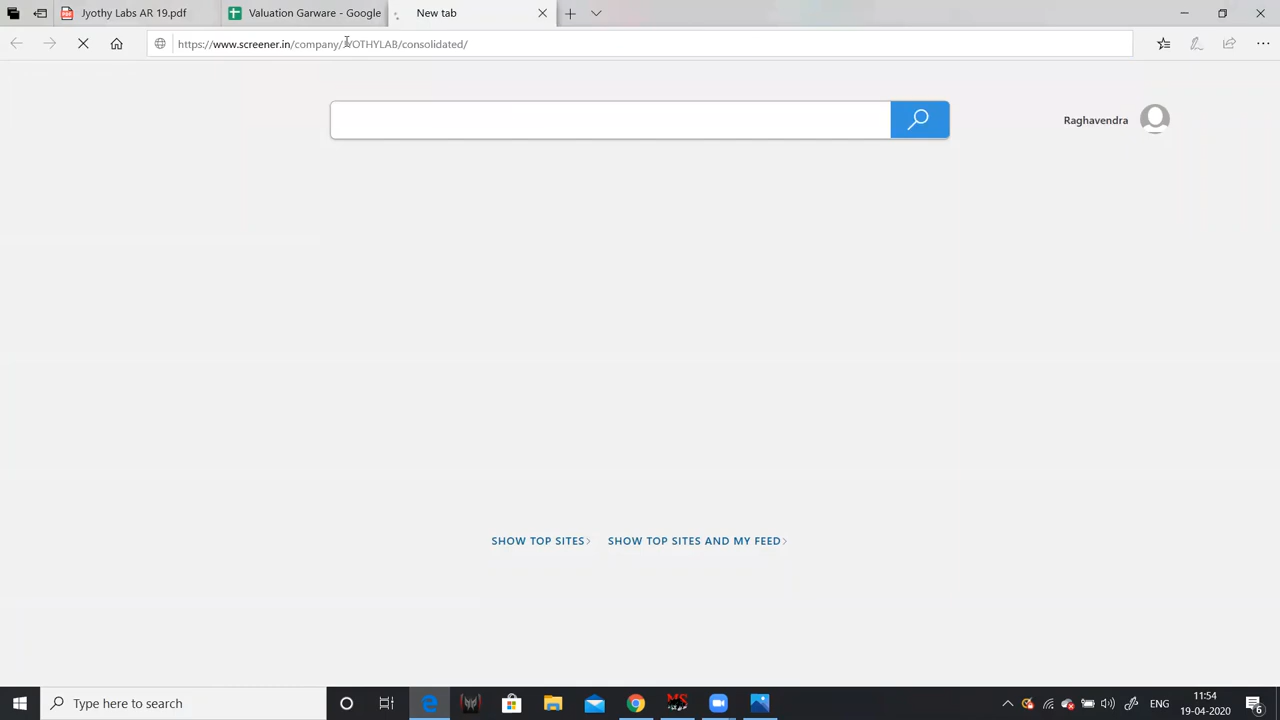 Jyothy Labs AR 19.pdf
Valuation Garware - Google
New tab
https://www.screener.in/company/JYOTHYLAB/consolidated/
Raghavendra
SHOW TOP SITES
SHOW TOP SITES AND MY FEED
Type here to search
ENG
11:54
19-04-2020
6